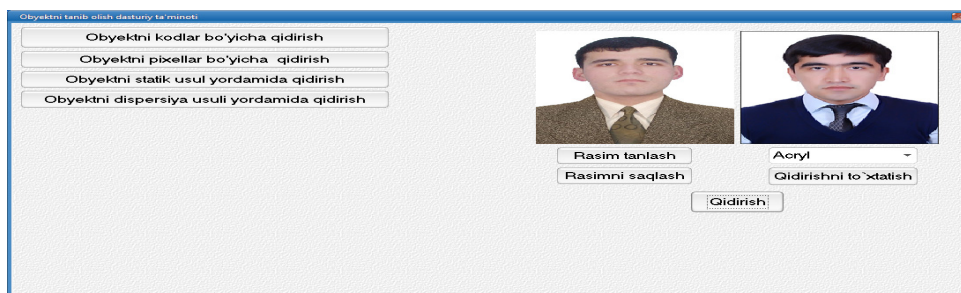 Obyektni tanib olish dasturiy ta'minoti
Obyektni kodlar bo'yicha qidirish
Obyektni pixellar bo'yicha qidirish
Obyektni statik usul yordamida qidirish
Obyektni dispersiya usuli yordamida qidirish
Rasim tanlash
Acryl
Rasimni saqlash
Qidirishni to`xtatish
Qidirish